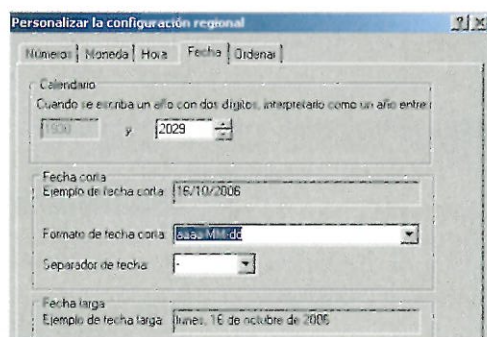 Personalizar la configuración regional
Números Moneda Hora Fecha Ordenar
Calendario
Cuando se escriba un año con dos dígitos, interpretarlo como un año entre
1930 y 2029
Fecha corta
Ejemplo de fecha corta: 16/10/2006
Formato de fecha corta: aaaa-MM-dd
Separador de fecha: -
Fecha larga
Ejemplo de fecha larga: lunes, 16 de octubre de 2006